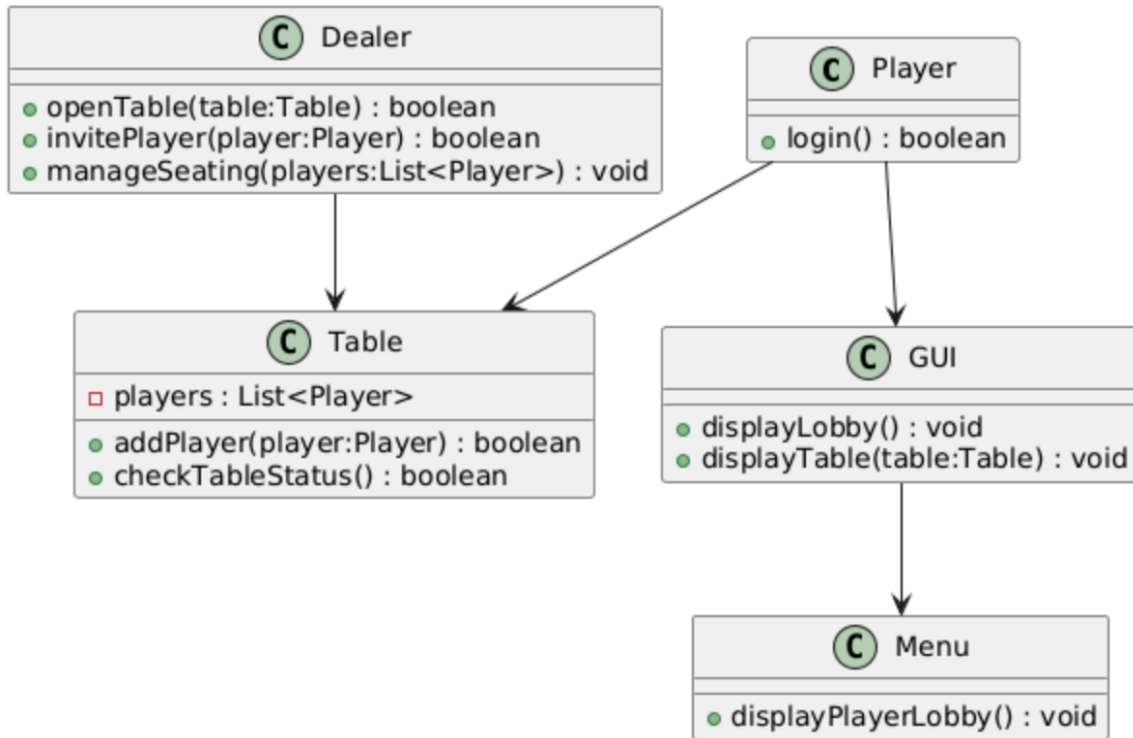 C Dealer
openTable(table:Table) : boolean
invitePlayer(player:Player) : boolean
manageSeating(players:List<Player>) : void
C Player
login() : boolean
C Table
players : List<Player>
addPlayer(player:Player) : boolean
checkTableStatus() : boolean
C GUI
displayLobby() : void
displayTable(table:Table) : void
C Menu
displayPlayerLobby() : void